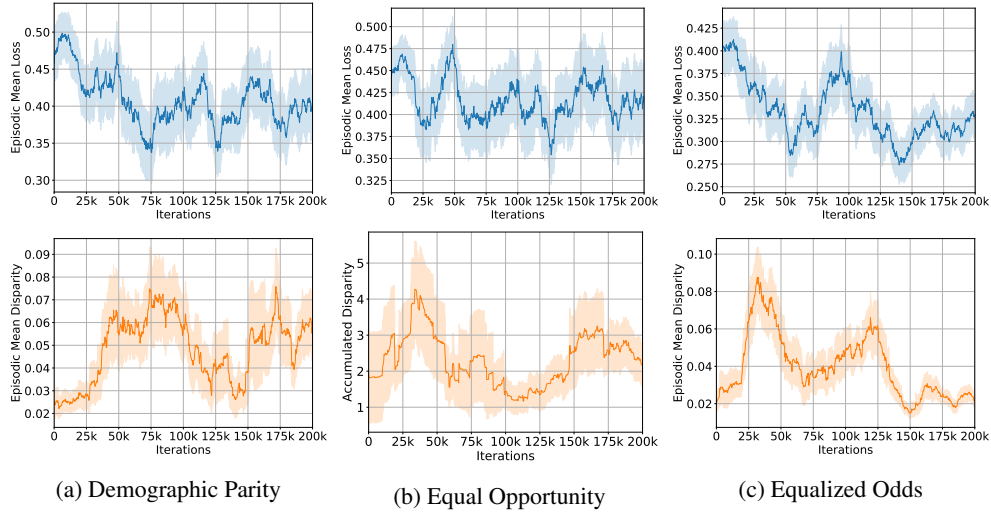 0.50
0.45
0.40
0.35
0.30
Episodic Mean Loss
0 25k 50k 75k 100k 125k 150k 175k 200k
Iterations
0.500
0.475
0.450
0.425
0.400
0.375
0.350
0.325
Episodic Mean Loss
0 25k 50k 75k 100k 125k 150k 175k 200k
Iterations
0.425
0.400
0.375
0.350
0.325
0.300
0.275
0.250
Episodic Mean Loss
0 25k 50k 75k 100k 125k 150k 175k 200k
Iterations
0.09
0.08
0.07
0.06
0.05
0.04
0.03
0.02
Episodic Mean Disparity
0 25k 50k 75k 100k 125k 150k 175k 200k
Iterations
5
4
3
2
1
Accumulated Disparity
0 25k 50k 75k 100k 125k 150k 175k 200k
Iterations
0.10
0.08
0.06
0.04
0.02
Episodic Mean Disparity
0 25k 50k 75k 100k 125k 150k 175k 200k
Iterations
(a) Demographic Parity
(b) Equal Opportunity
(c) Equalized Odds